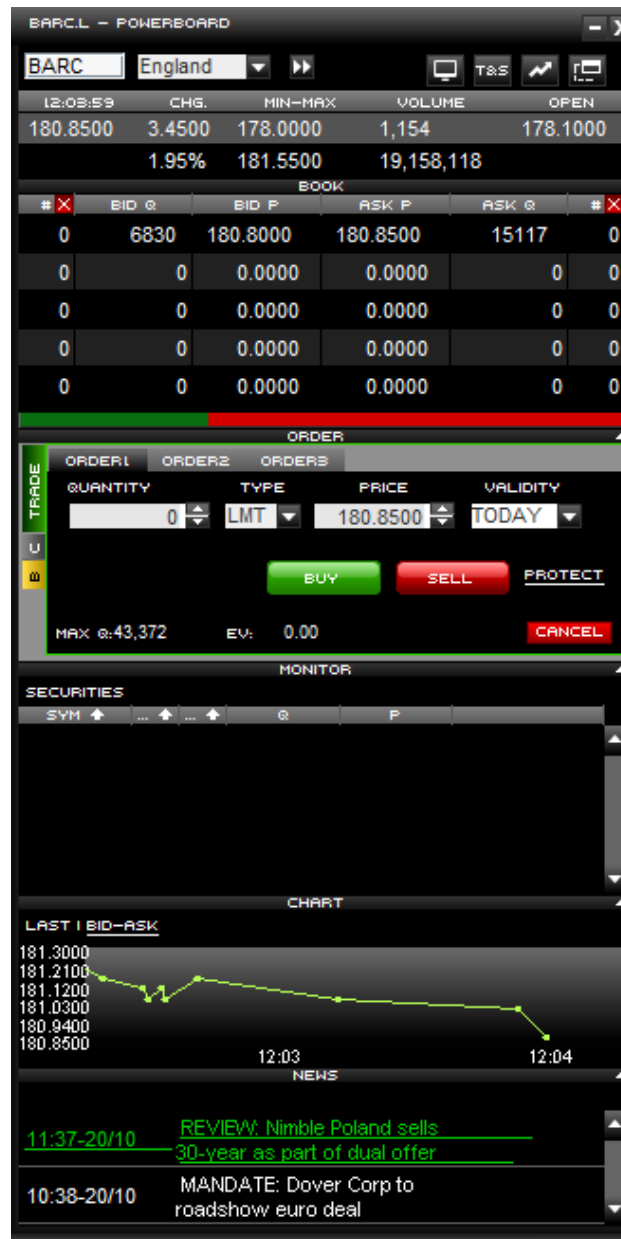 BARC.L – POWERBOARD
BARC England T&S
12:03:59 CHG. MIN-MAX VOLUME OPEN
180.8500 3.4500 178.0000 1,154 178.1000
1.95% 181.5500 19,158,118
BOOK
# X BID Q BID P ASK P ASK Q # X
0 6830 180.8000 180.8500 15117 0
0 0 0.0000 0.0000 0 0
0 0 0.0000 0.0000 0 0
0 0 0.0000 0.0000 0 0
0 0 0.0000 0.0000 0 0
ORDER
TRADE
U
B
ORDER1 ORDER2 ORDER3
QUANTITY TYPE PRICE VALIDITY
0 LMT 180.8500 TODAY
BUY SELL PROTECT
MAX Q:43,372 EV: 0.00 CANCEL
MONITOR
SECURITIES
SYM ... ... Q P
CHART
LAST | BID-ASK
181.3000
181.2100
181.1200
181.0300
180.9400
180.8500
12:03 12:04
NEWS
11:37-20/10 REVIEW: Nimble Poland sells
30-year as part of dual offer
10:38-20/10 MANDATE: Dover Corp to
roadshow euro deal